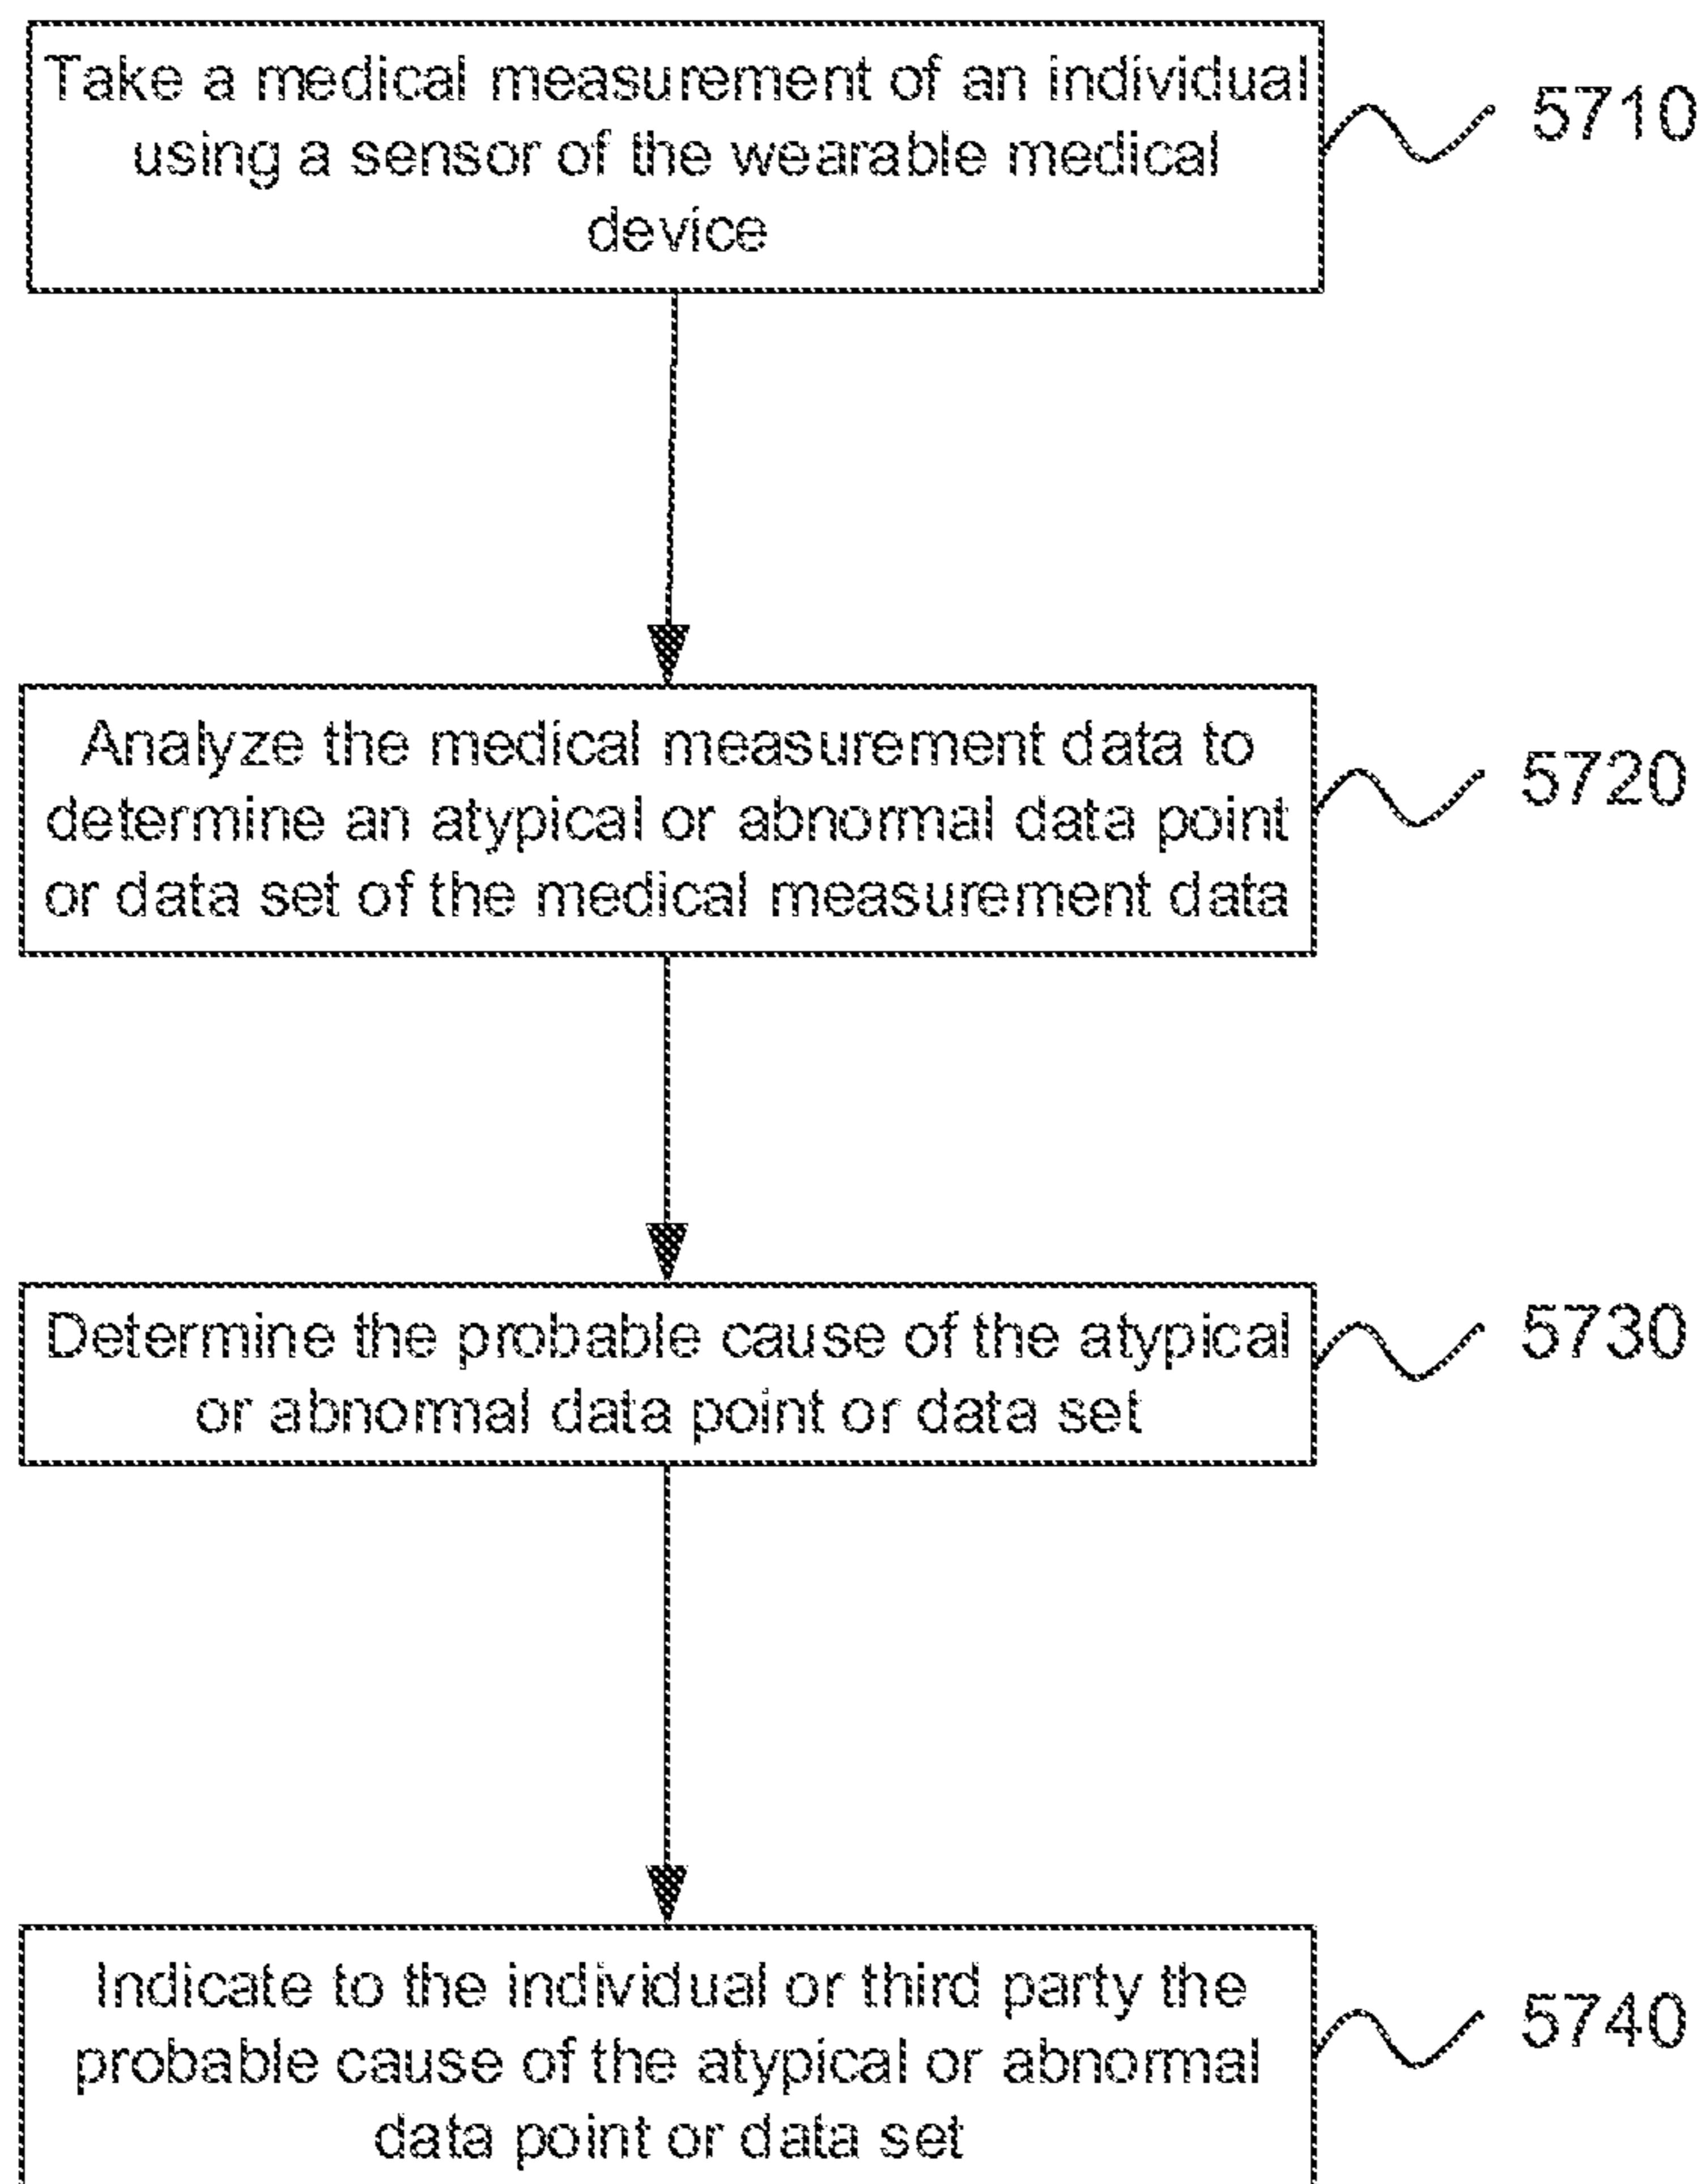 Take a medical measurement of an individual
using a sensor of the wearable medical
device
5710
Analyze the medical measurement data to
determine an atypical or abnormal data point
or data set of the medical measurement data
5720
Determine the probable cause of the atypical
or abnormal data point or data set
5730
Indicate to the individual or third party the
probable cause of the atypical or abnormal
data point or data set
5740